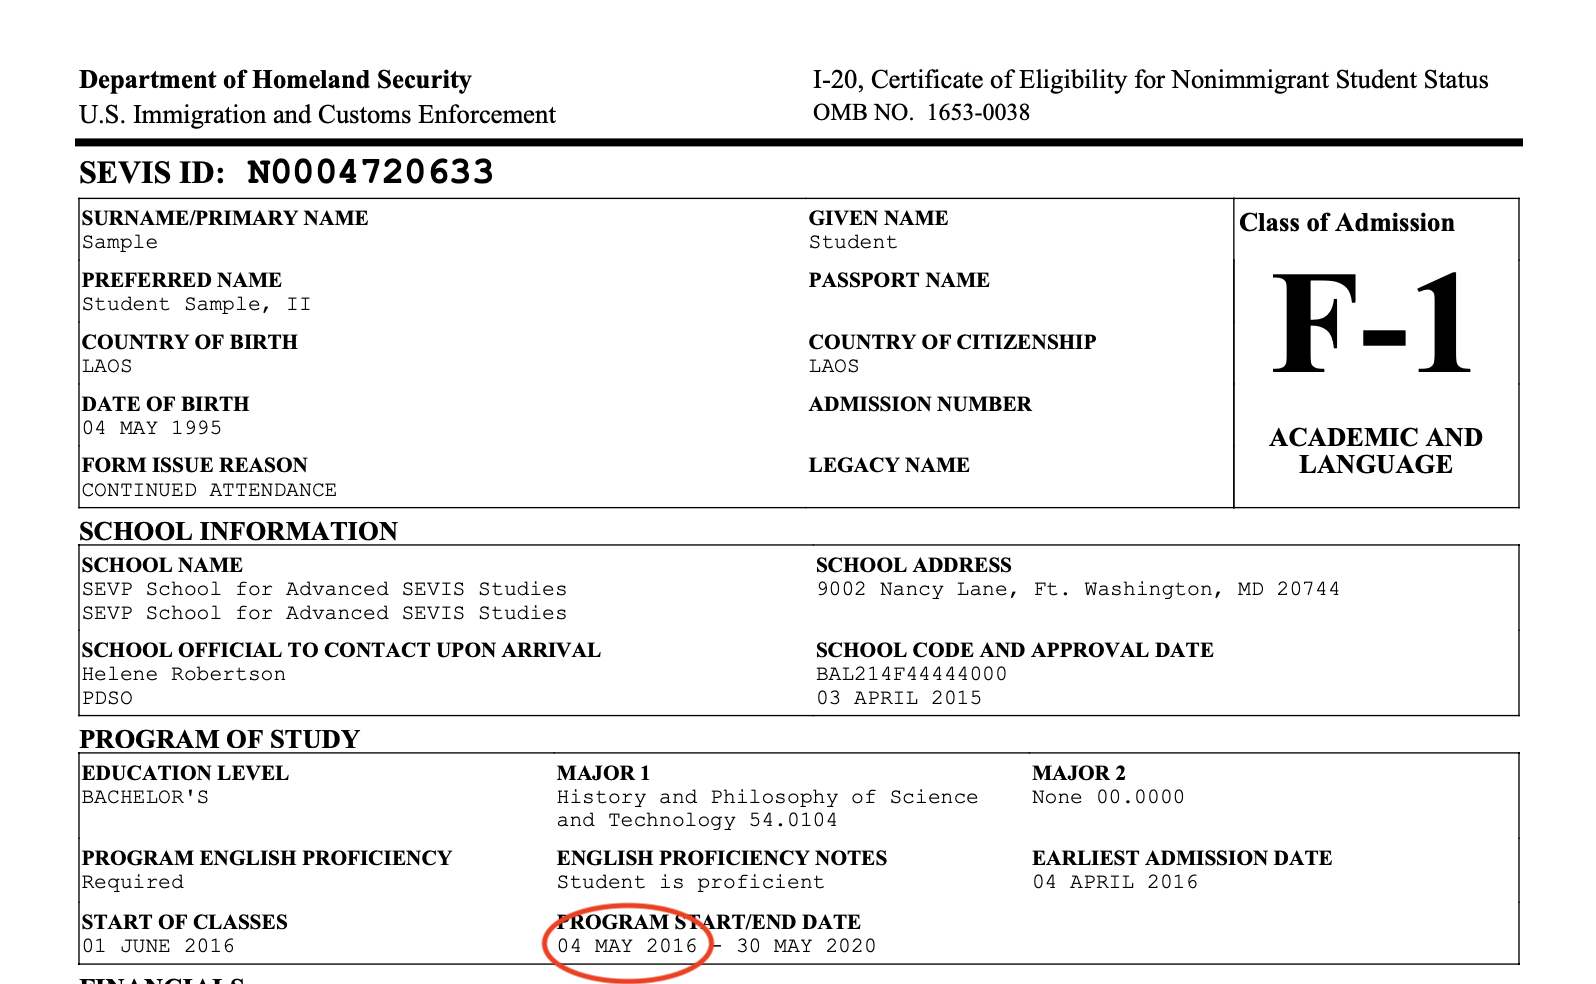 Department of Homeland Security
U.S. Immigration and Customs Enforcement
I-20, Certificate of Eligibility for Nonimmigrant Student Status
OMB NO. 1653-0038
SEVIS ID: N0004720633
SURNAME/PRIMARY NAME
Sample
GIVEN NAME
Student
PREFERRED NAME
Student Sample, II
PASSPORT NAME
COUNTRY OF BIRTH
LAOS
COUNTRY OF CITIZENSHIP
LAOS
DATE OF BIRTH
04 MAY 1995
ADMISSION NUMBER
FORM ISSUE REASON
CONTINUED ATTENDANCE
LEGACY NAME
Class of Admission
F-1
ACADEMIC AND
LANGUAGE
SCHOOL INFORMATION
SCHOOL NAME
SEVP School for Advanced SEVIS Studies
SEVP School for Advanced SEVIS Studies
SCHOOL ADDRESS
9002 Nancy Lane, Ft. Washington, MD 20744
SCHOOL OFFICIAL TO CONTACT UPON ARRIVAL
Helene Robertson
PDSO
SCHOOL CODE AND APPROVAL DATE
BAL214F44444000
03 APRIL 2015
PROGRAM OF STUDY
EDUCATION LEVEL
BACHELOR'S
MAJOR 1
History and Philosophy of Science
and Technology 54.0104
MAJOR 2
None 00.0000
PROGRAM ENGLISH PROFICIENCY
Required
ENGLISH PROFICIENCY NOTES
Student is proficient
EARLIEST ADMISSION DATE
04 APRIL 2016
START OF CLASSES
01 JUNE 2016
PROGRAM START/END DATE
04 MAY 2016 - 30 MAY 2020
FINANCIALS